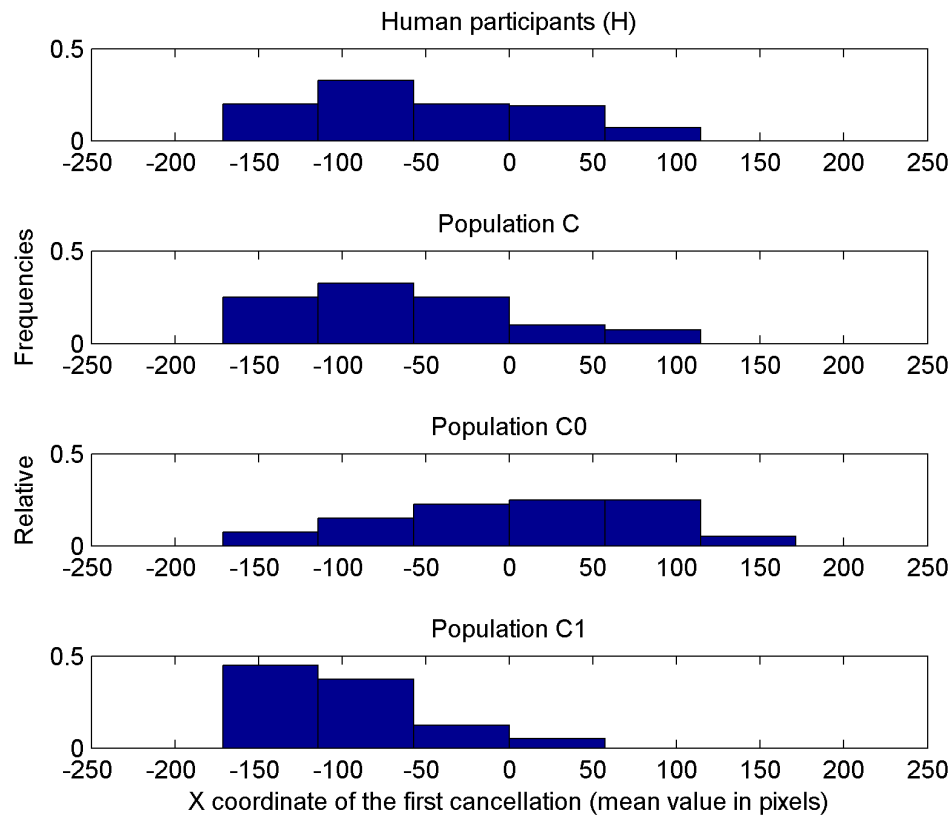 Human participants (H)
0.5
0
-250 -200 -150 -100 -50 0 50 100 150 200 250
Population C
0.5
0
-250 -200 -150 -100 -50 0 50 100 150 200 250
Frequencies
Population C0
0.5
0
-250 -200 -150 -100 -50 0 50 100 150 200 250
Relative
Population C1
0.5
0
-250 -200 -150 -100 -50 0 50 100 150 200 250
X coordinate of the first cancellation (mean value in pixels)